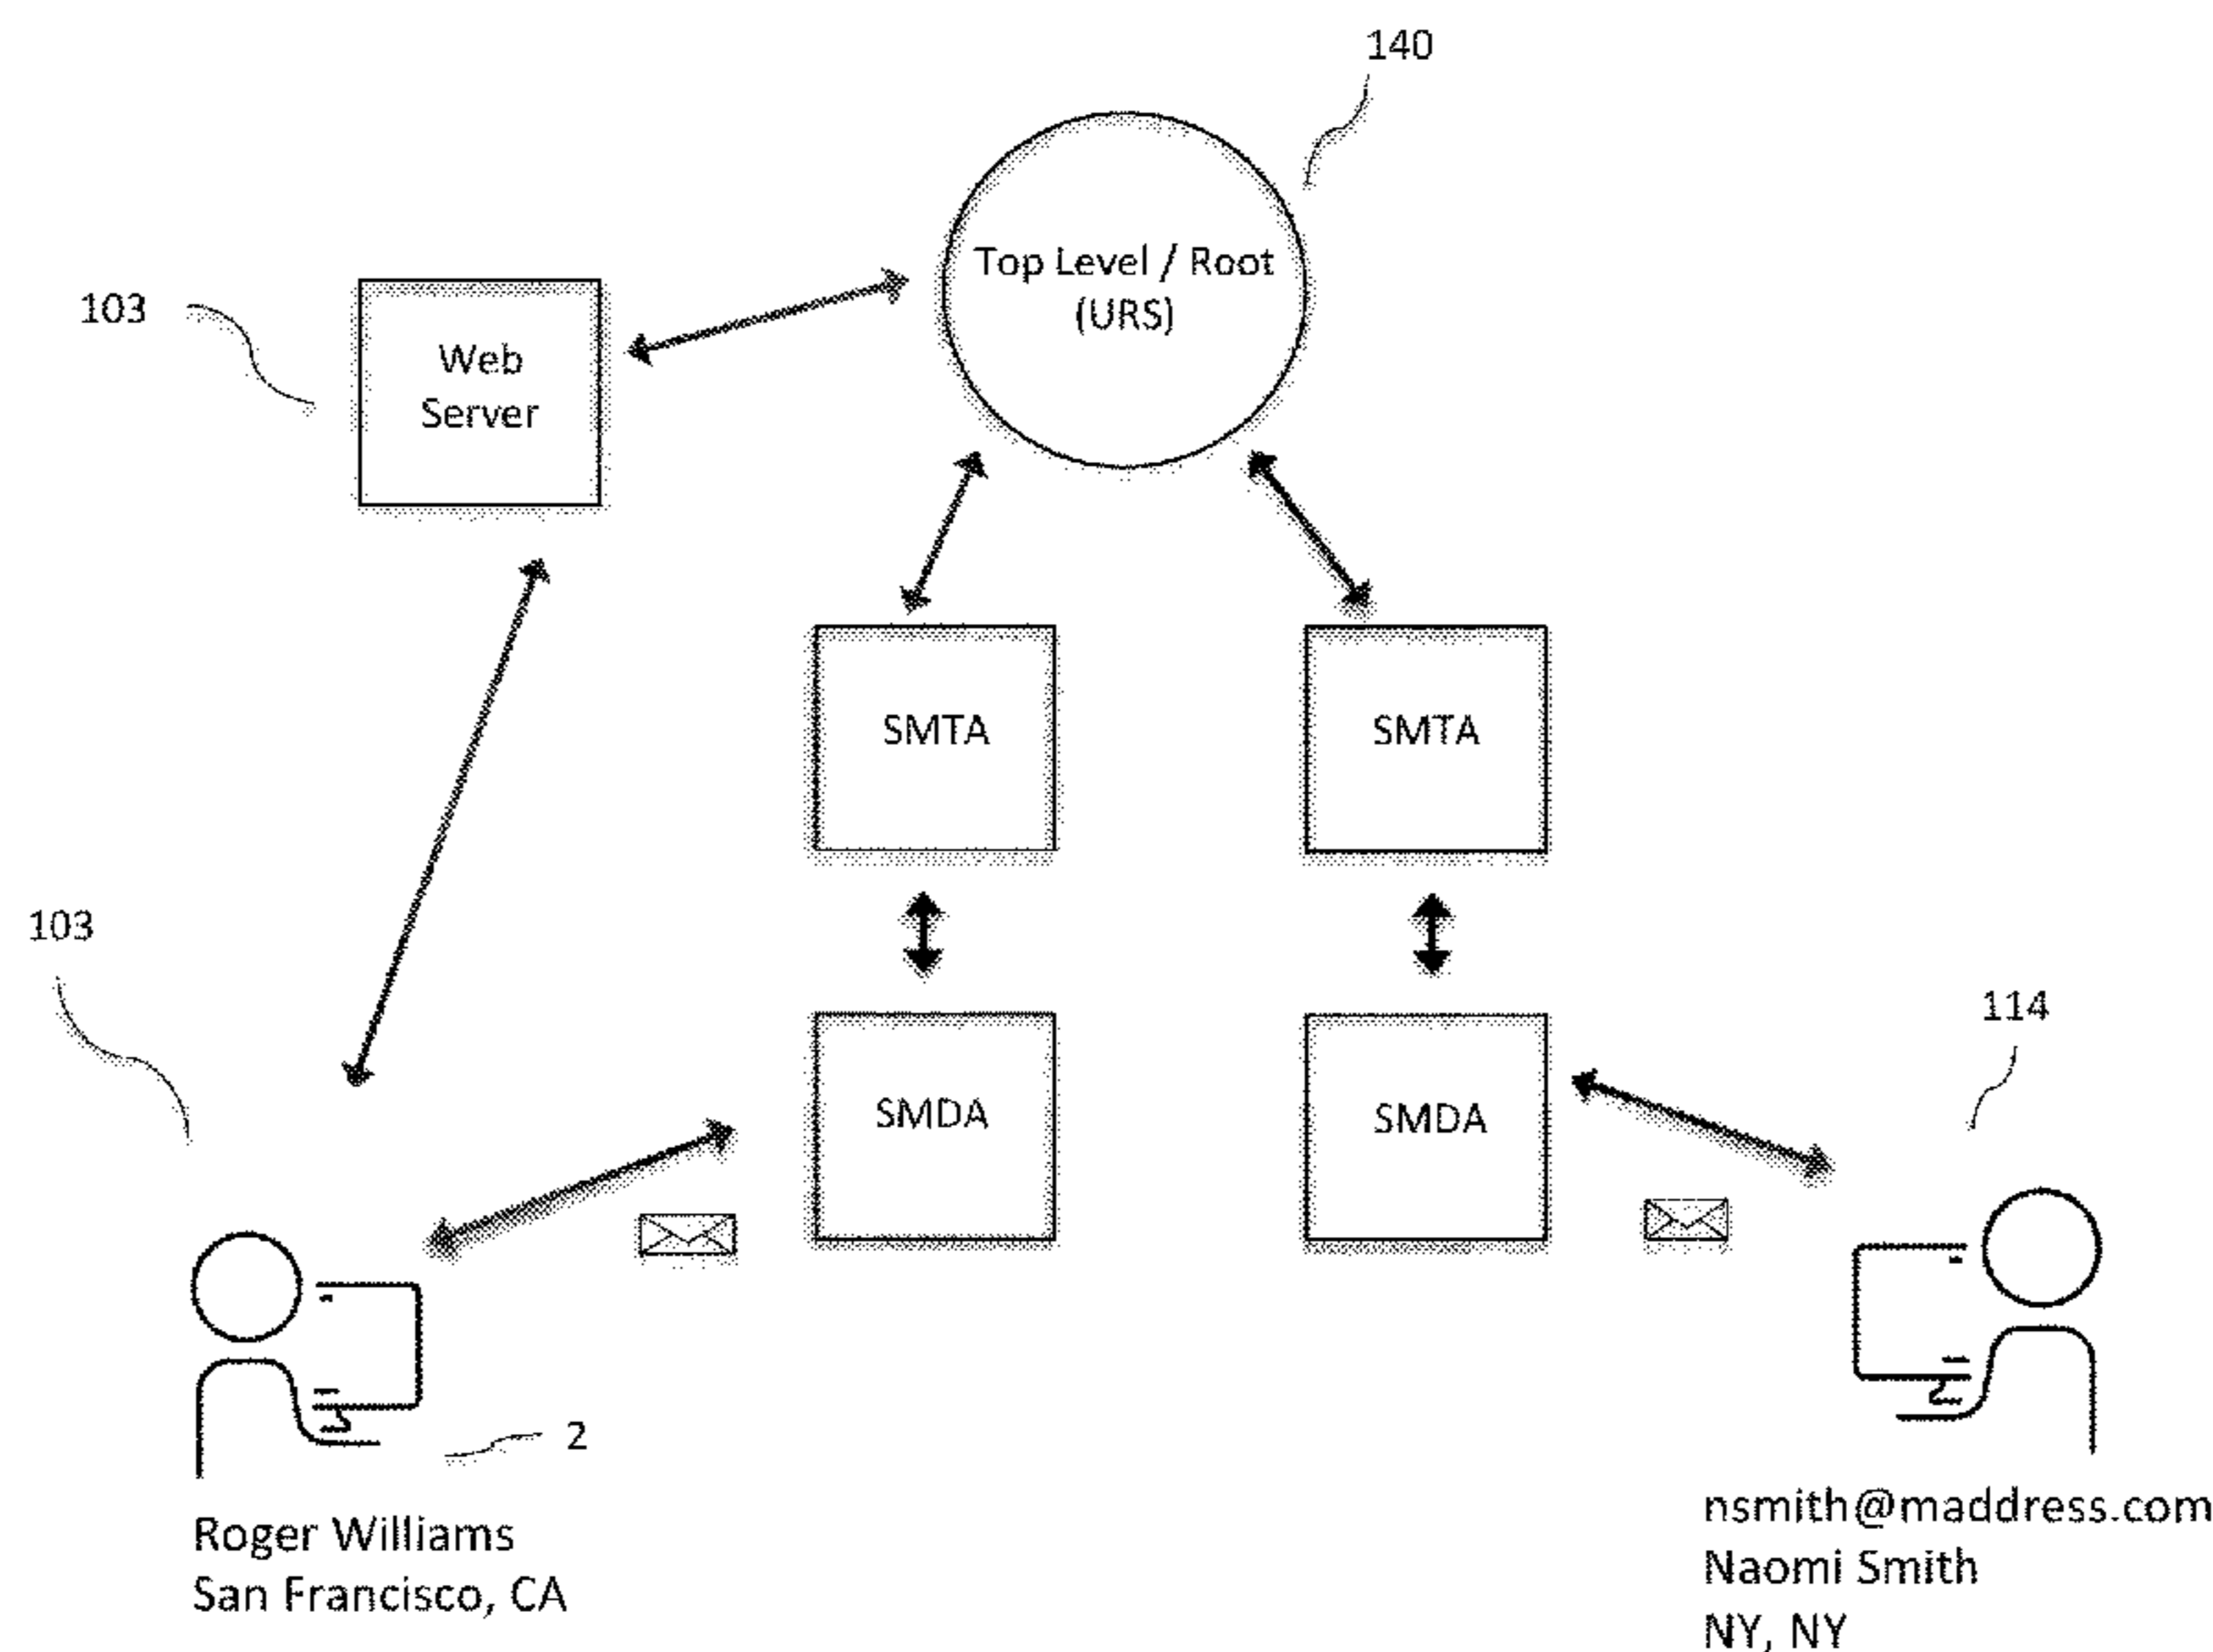 140
Top Level / Root
(URS)
103
Web
Server
SMTA
SMTA
103
114
SMDA
SMDA
2
Roger Williams
San Francisco, CA
nsmith@maddress.com
Naomi Smith
NY, NY